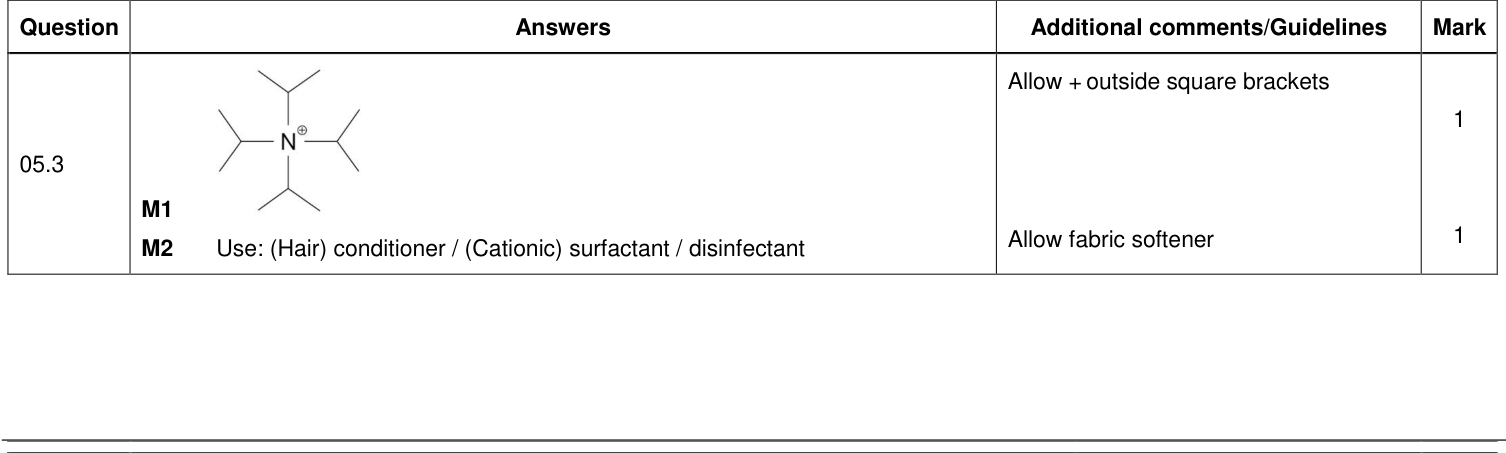 Question Answers Additional comments/Guidelines Mark
Allow + outside square brackets
1
N⊕
05.3
M1
M2 Use: (Hair) conditioner / (Cationic) surfactant / disinfectant Allow fabric softener 1